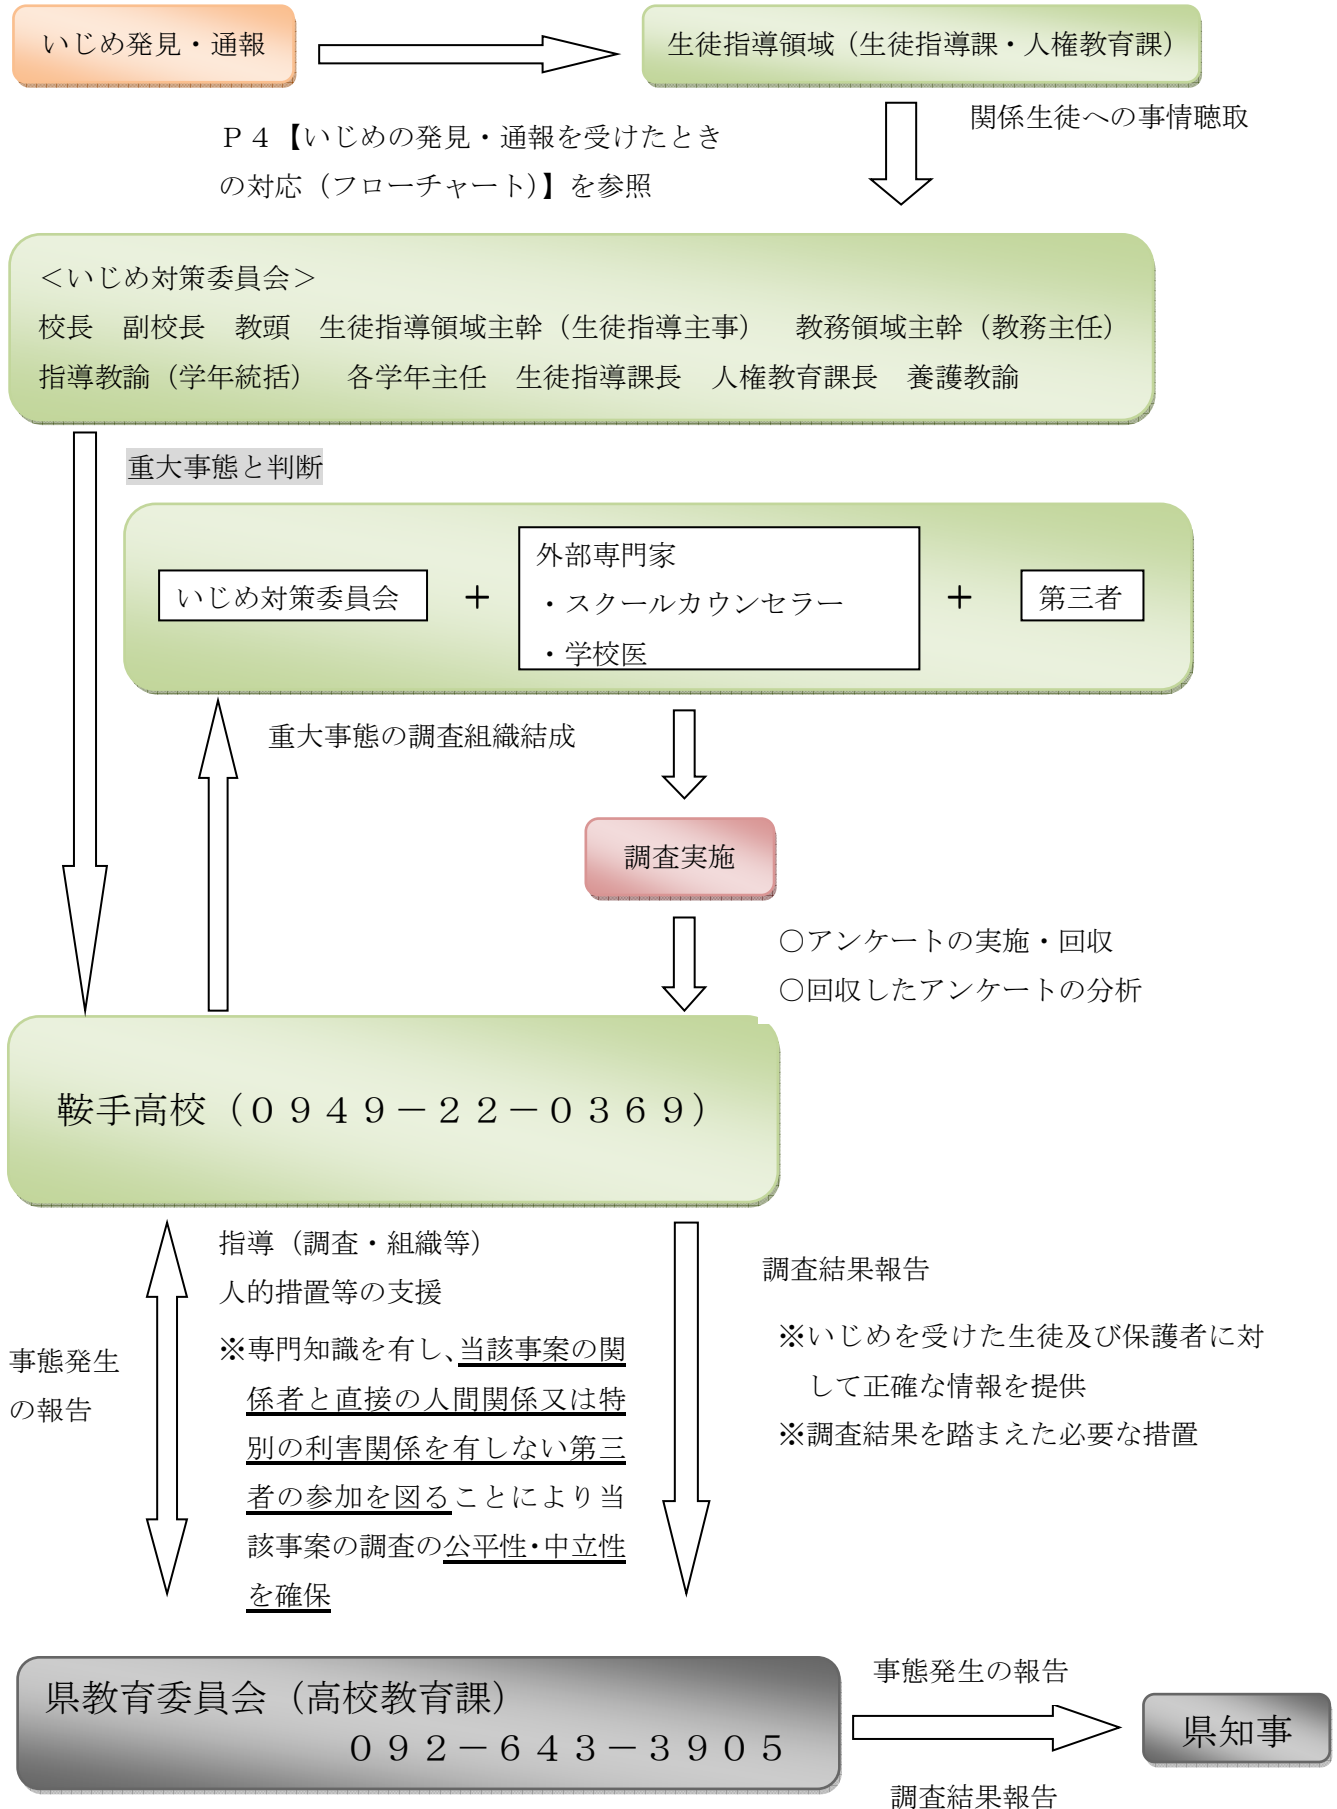 いじめ発見・通報
生徒指導領域（生徒指導課・人権教育課）
関係生徒への事情聴取
Ｐ４【いじめの発見・通報を受けたとき
の対応（フローチャート）】を参照
＜いじめ対策委員会＞
校長　副校長　教頭　生徒指導領域主幹（生徒指導主事）　教務領域主幹（教務主任）
指導教諭（学年統括）　各学年主任　生徒指導課長　人権教育課長　養護教諭
重大事態と判断
いじめ対策委員会
＋
外部専門家
・スクールカウンセラー
・学校医
＋
第三者
重大事態の調査組織結成
調査実施
○アンケートの実施・回収
○回収したアンケートの分析
鞍手高校（０９４９－２２－０３６９）
事態発生
の報告
指導（調査・組織等）
人的措置等の支援
※専門知識を有し、当該事案の関
係者と直接の人間関係又は特
別の利害関係を有しない第三
者の参加を図ることにより当
該事案の調査の公平性・中立性
を確保
調査結果報告
※いじめを受けた生徒及び保護者に対
して正確な情報を提供
※調査結果を踏まえた必要な措置
県教育委員会（高校教育課）
０９２－６４３－３９０５
事態発生の報告
県知事
調査結果報告